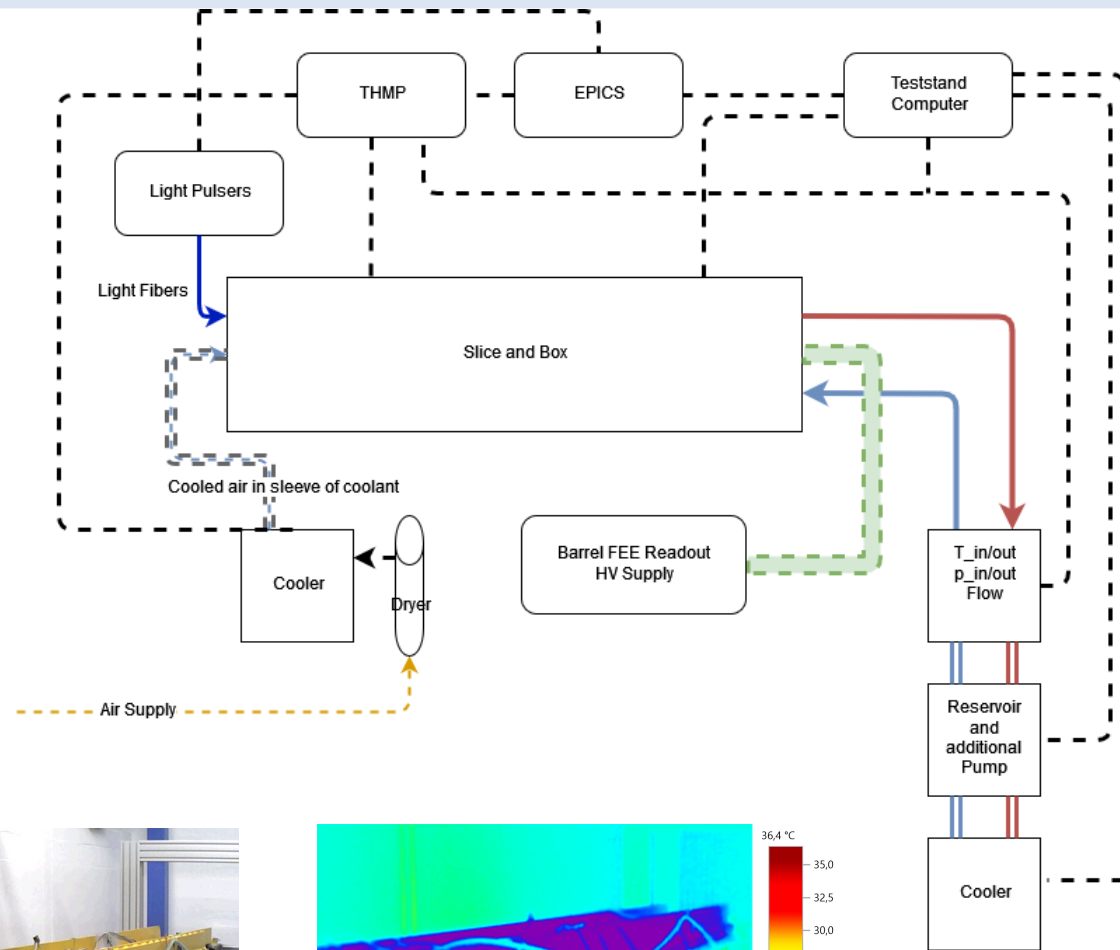 THMP
EPICS
Teststand
Computer
Light Pulsers
Light Fibers
Slice and Box
Cooled air in sleeve of coolant
Cooler
Dryer
Barrel FEE Readout
HV Supply
T_in/out
p_in/out
Flow
Air Supply
Reservoir
and
additional
Pump
36,4 °C
35,0
32,5
30,0
Cooler